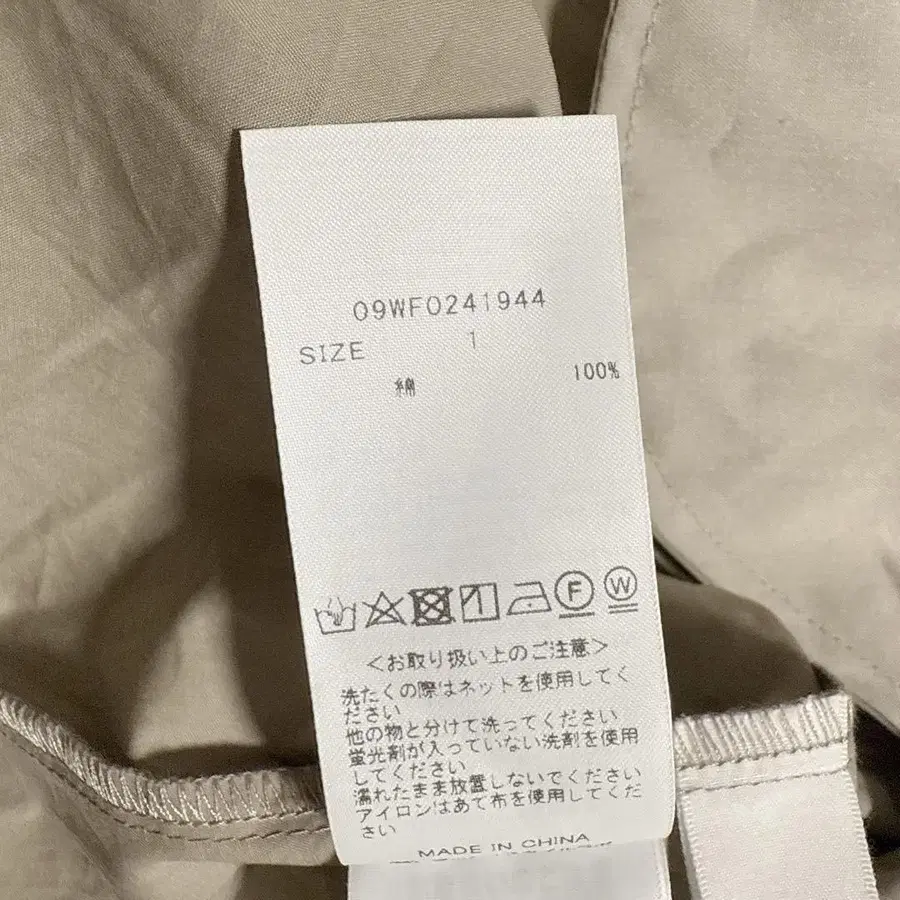 09WF0241944
SIZE 1
綿 100%
F W
<お取り扱い上のご注意>
洗たくの際はネットを使用してく
ださい
他の物と分けて洗ってください
蛍光剤が入っていない洗剤を使用
してください
濡れたまま放置しないでください
アイロンはあて布を使用してくだ
さい
MADE IN CHINA